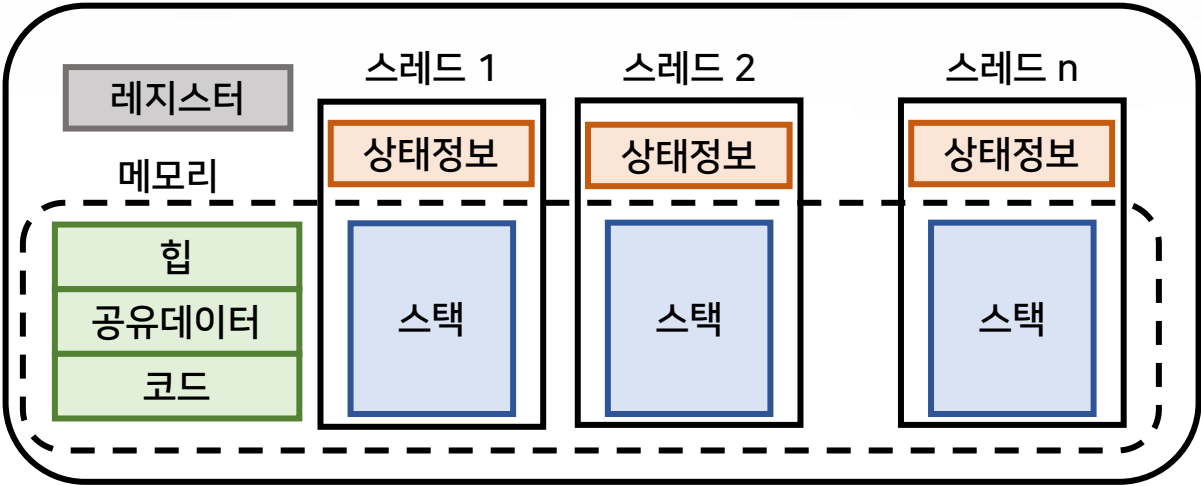 스레드 1
스레드 2
스레드 n
레지스터
상태정보
상태정보
상태정보
메모리
힙
공유데이터
코드
스택
스택
스택